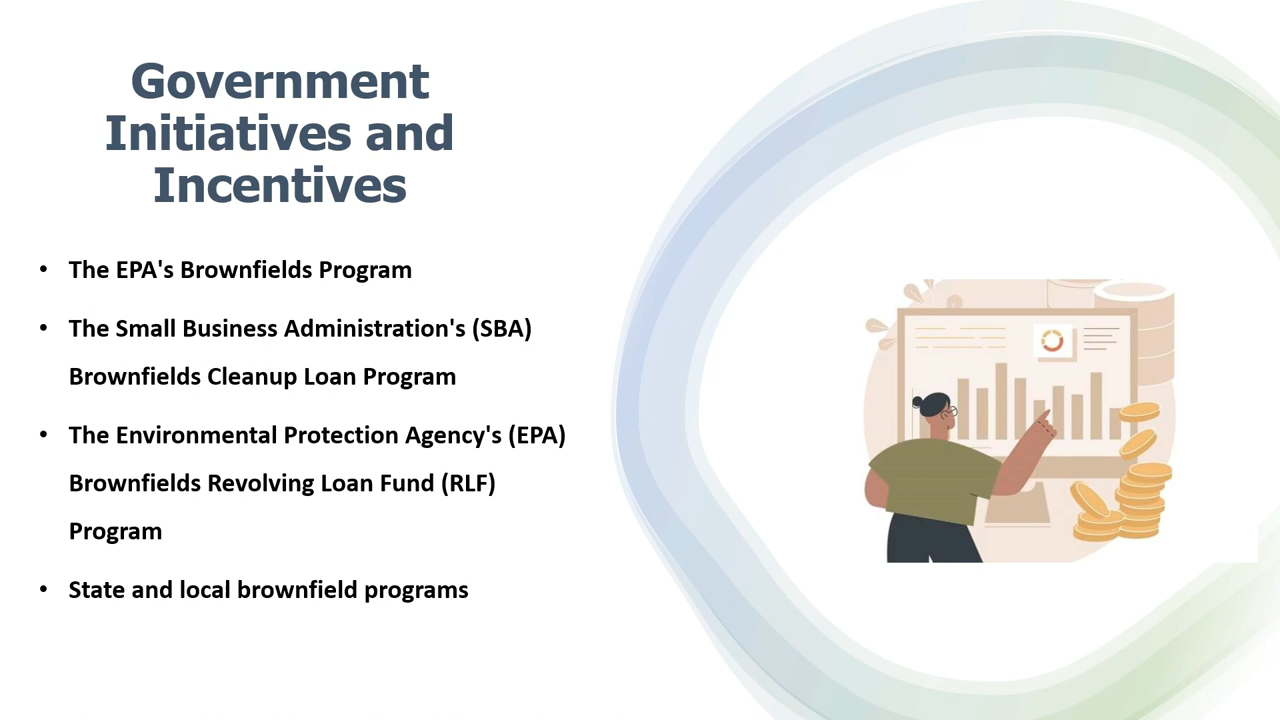 Government
Initiatives and
Incentives
• The EPA's Brownfields Program
• The Small Business Administration's (SBA)
Brownfields Cleanup Loan Program
• The Environmental Protection Agency's (EPA)
Brownfields Revolving Loan Fund (RLF)
Program
• State and local brownfield programs